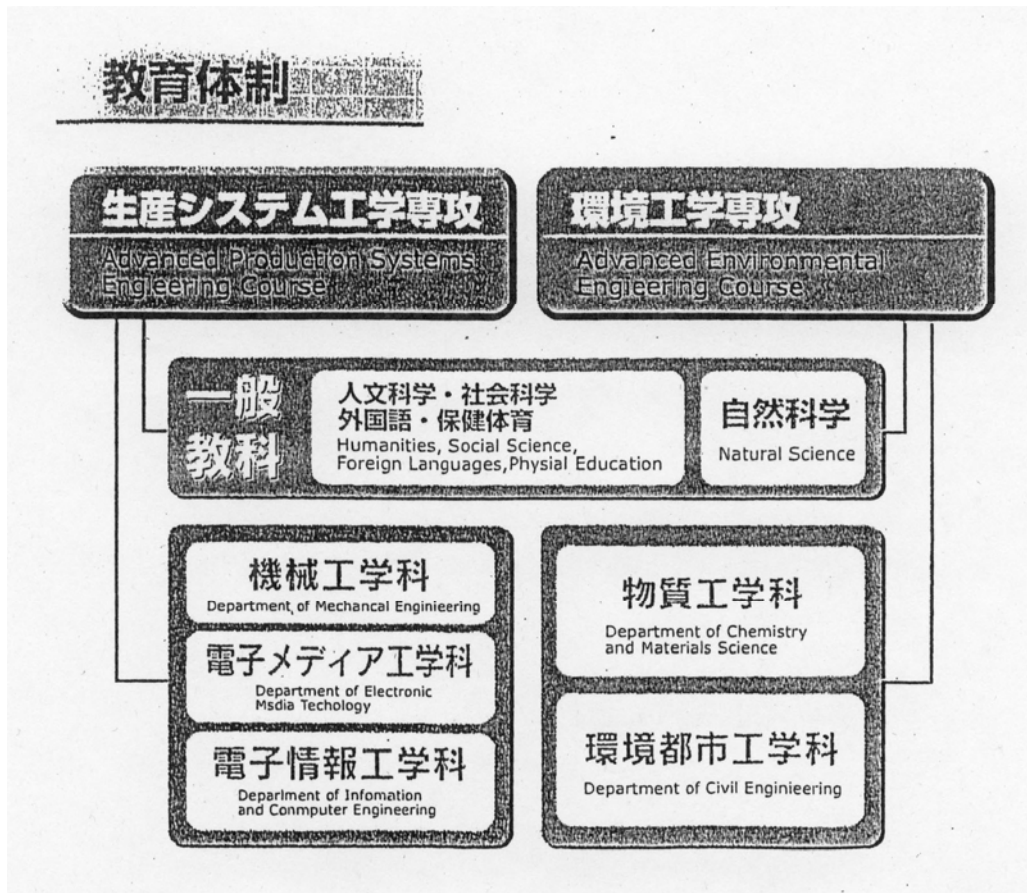 教育体制
生産システム工学専攻
Advanced Production Systems
Engieering Course
環境工学専攻
Advanced Environmental
Engieering Course
一般
教科
人文科学・社会科学
外国語・保健体育
Humanities, Social Science,
Foreign Languages,Physial Education
自然科学
Natural Science
機械工学科
Department of Mechancal Enginieering
電子メディア工学科
Department of Electronic
Msdia Techology
電子情報工学科
Deparlment of Infomation
and Conmputer Engineering
物質工学科
Department of Chemistry
and Materials Science
環境都市工学科
Department of Civil Enginieering